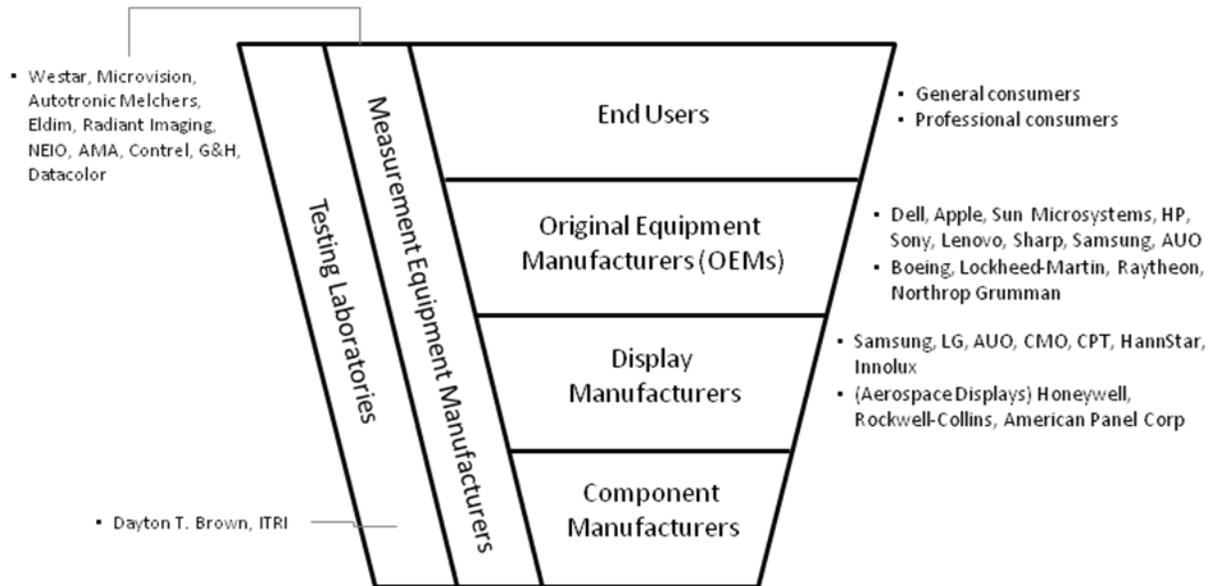 ▪ Westar, Microvision,
Autotronic Melchers,
Eldim, Radiant Imaging,
NEIO, AMA, Contrel, G&H,
Datacolor
Testing Laboratories
Measurement Equipment Manufacturers
End Users
▪ General consumers
▪ Professional consumers
Original Equipment
Manufacturers (OEMs)
▪ Dell, Apple, Sun Microsystems, HP,
Sony, Lenovo, Sharp, Samsung, AUO
▪ Boeing, Lockheed-Martin, Raytheon,
Northrop Grumman
Display
Manufacturers
▪ Samsung, LG, AUO, CMO, CPT, HannStar,
Innolux
▪ (Aerospace Displays) Honeywell,
Rockwell-Collins, American Panel Corp
Component
Manufacturers
▪ Dayton T. Brown, ITRI